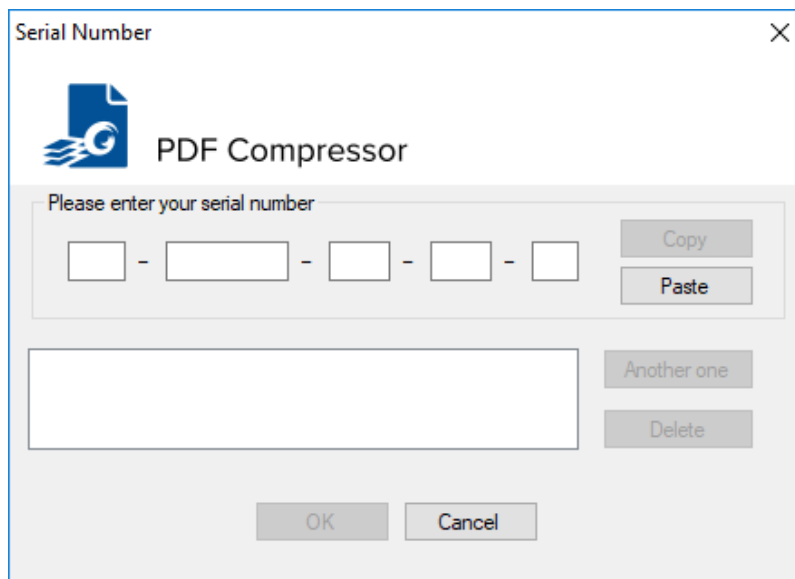 Serial Number
PDF Compressor
Please enter your serial number
- - - -
Copy
Paste
Another one
Delete
OK
Cancel